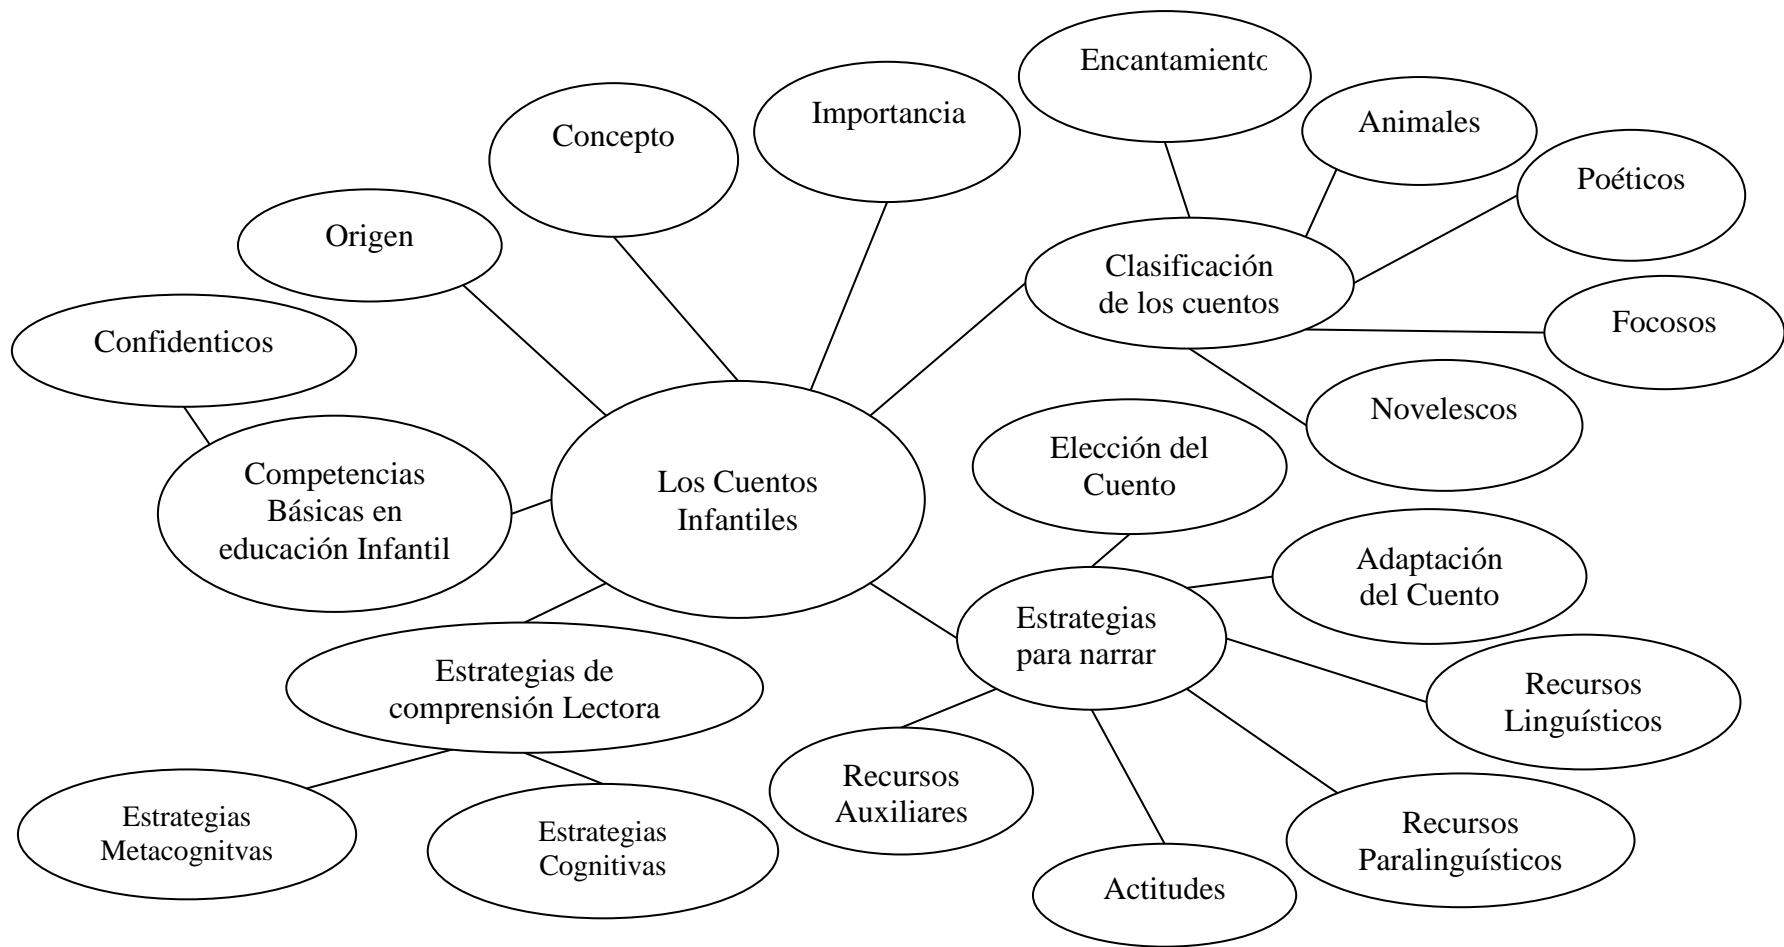 Encantamiento
Importancia
Animales
Concepto
Poéticos
Origen
Clasificación
de los cuentos
Confidenticos
Focosos
Novelescos
Elección del
Cuento
Competencias
Básicas en
educación Infantil
Los Cuentos
Infantiles
Adaptación
del Cuento
Estrategias
para narrar
Estrategias de
comprensión Lectora
Recursos
Linguísticos
Recursos
Auxiliares
Estrategias
Metacognitvas
Estrategias
Cognitivas
Recursos
Paralinguísticos
Actitudes